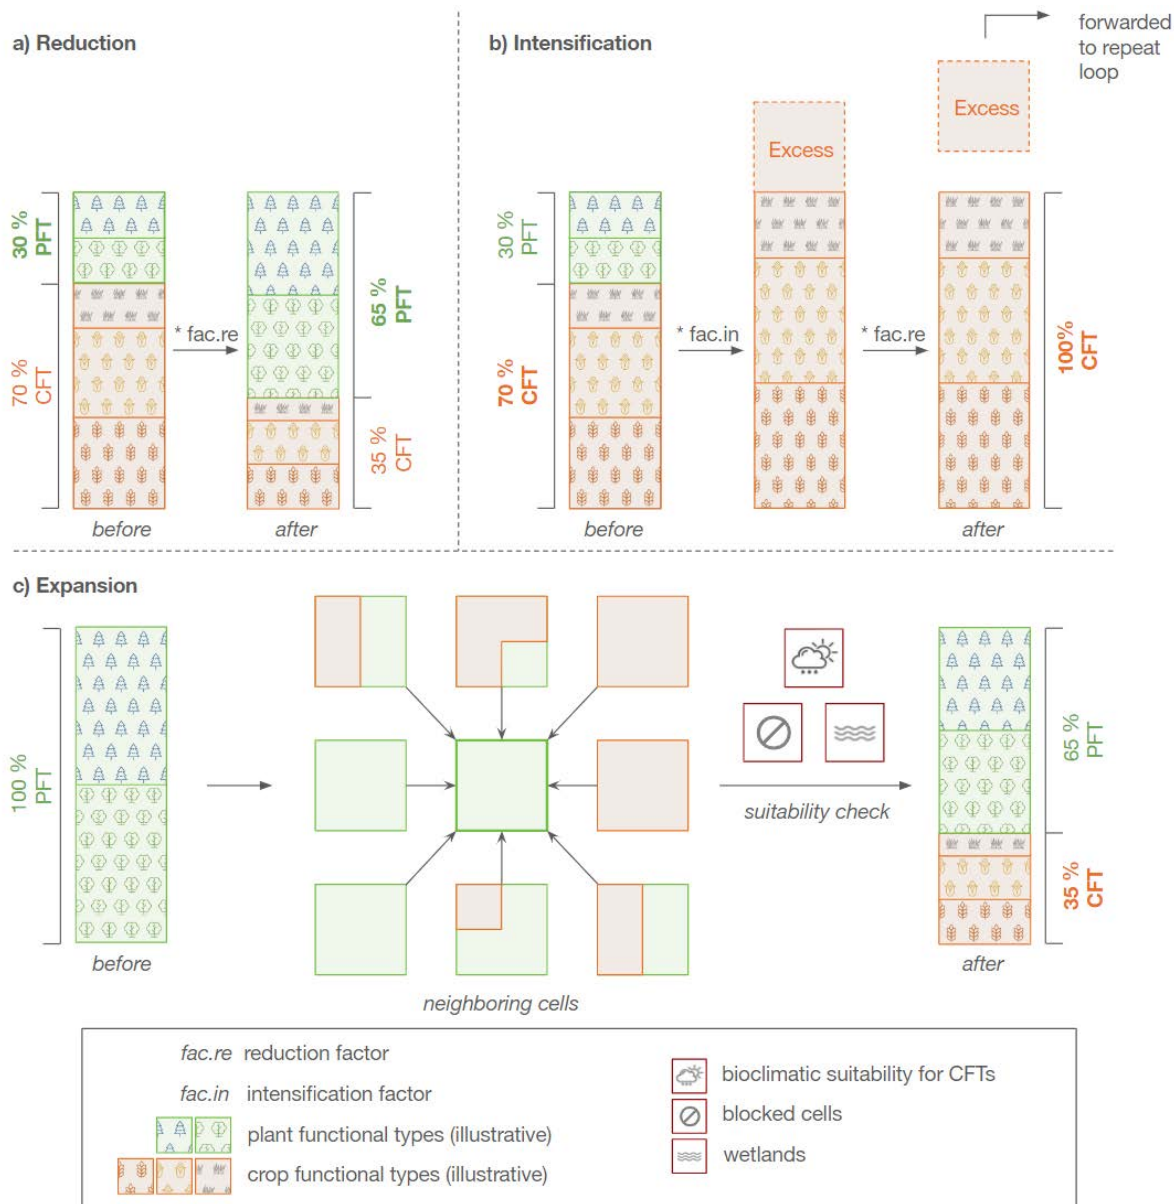 a) Reduction
30 %
PFT
70 %
CFT
* fac.re
65 %
PFT
35 %
CFT
before
after
b) Intensification
forwarded
to repeat
loop
30 %
PFT
70 %
CFT
* fac.in
Excess
* fac.re
Excess
100%
CFT
before
after
c) Expansion
100 %
PFT
before
neighboring cells
suitability check
65 %
PFT
35 %
CFT
after
fac.re reduction factor
fac.in intensification factor
plant functional types (illustrative)
crop functional types (illustrative)
bioclimatic suitability for CFTs
blocked cells
wetlands